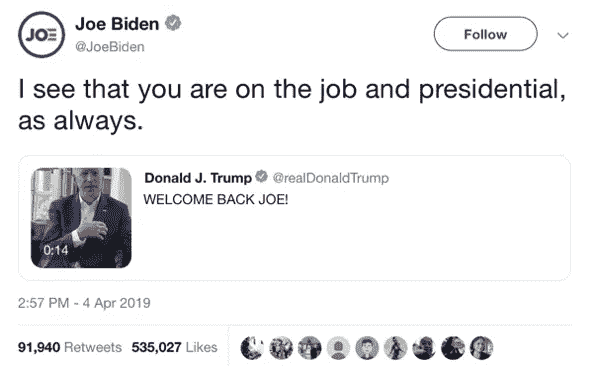 JOE
Joe Biden
@JoeBiden
Follow
I see that you are on the job and presidential,
as always.
Donald J. Trump @realDonaldTrump
WELCOME BACK JOE!
0:14
2:57 PM - 4 Apr 2019
91,940 Retweets 535,027 Likes